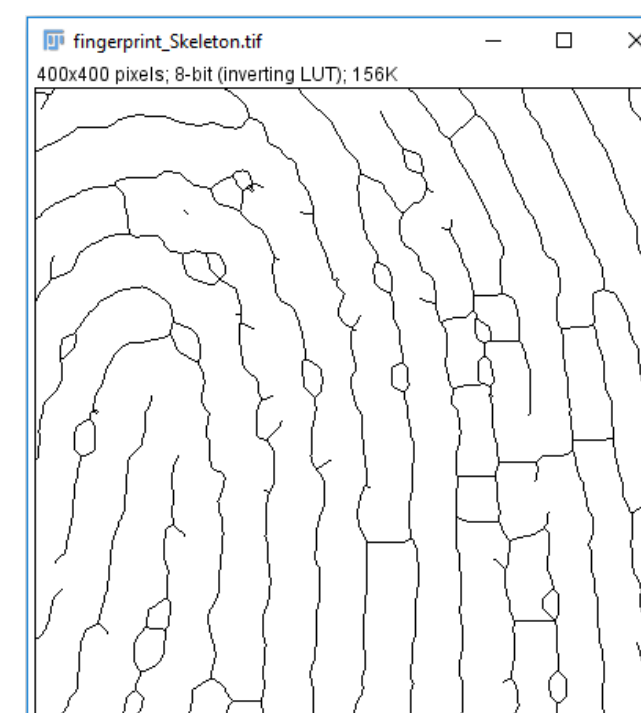 fingerprint_Skeleton.tif
400x400 pixels; 8-bit (inverting LUT); 156K